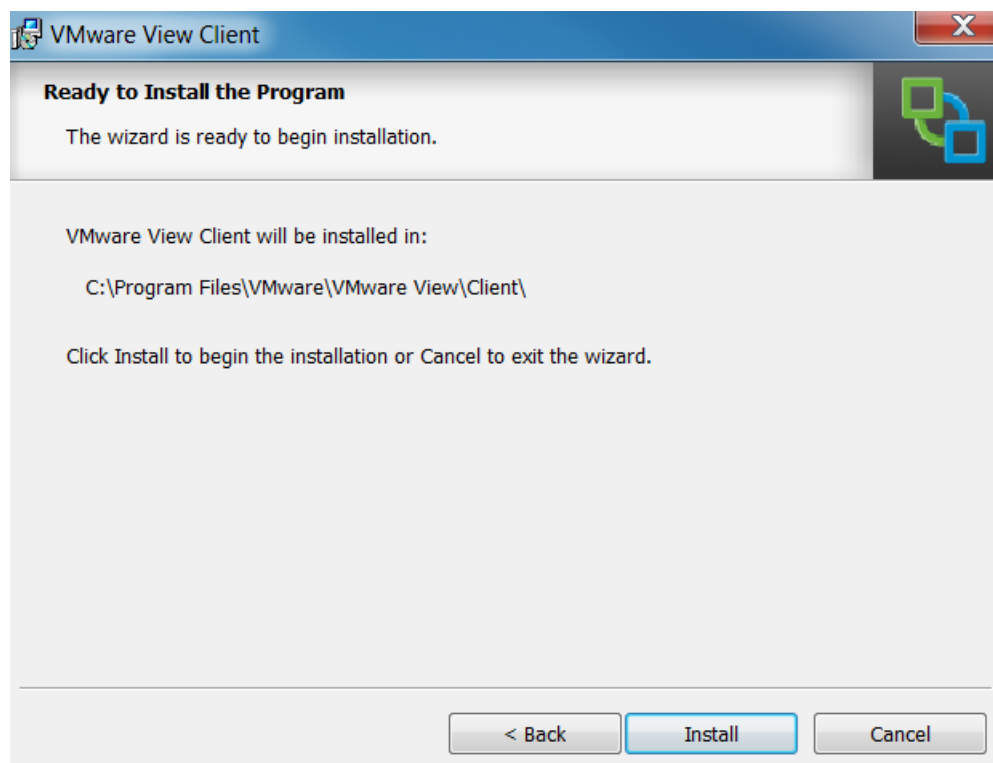 VMware View Client
Ready to Install the Program
The wizard is ready to begin installation.
VMware View Client will be installed in:
C:\Program Files\VMware\VMware View\Client\
Click Install to begin the installation or Cancel to exit the wizard.
< Back Install Cancel